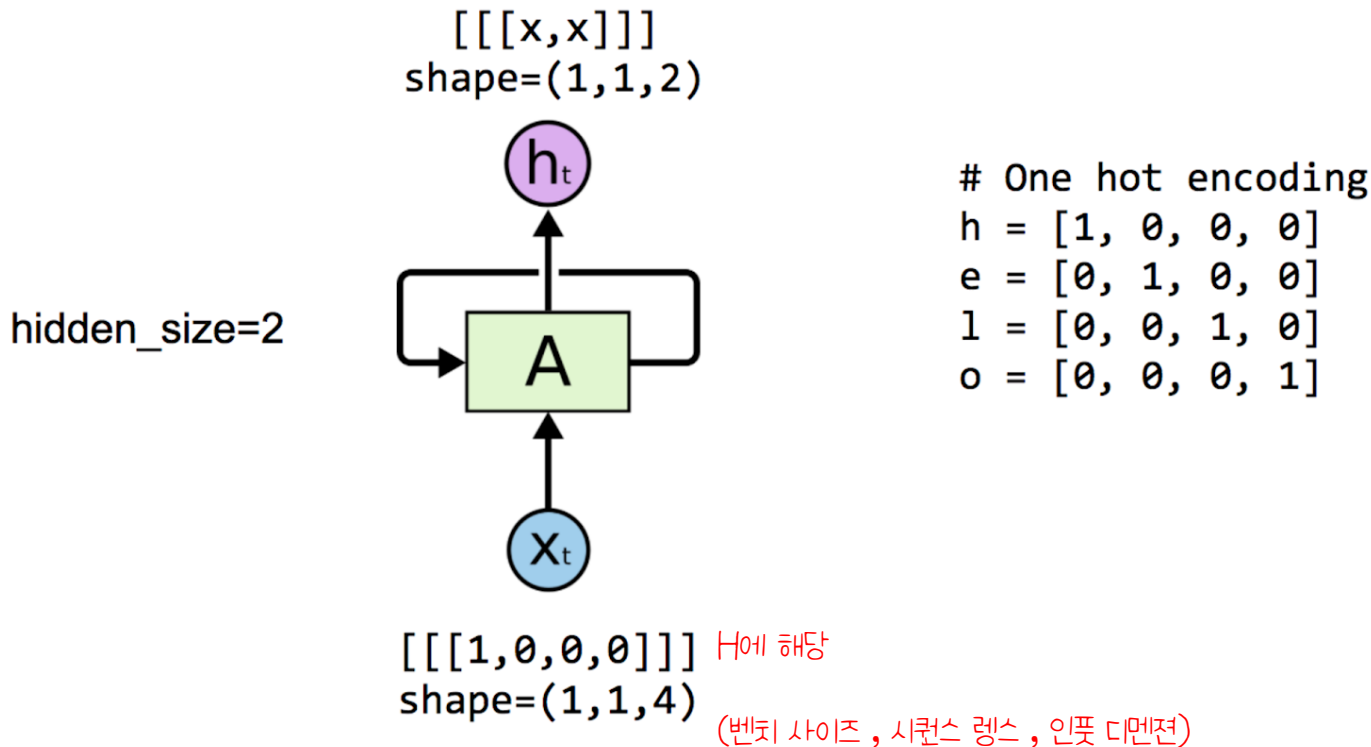 [[[x,x]]]
shape=(1,1,2)
ht
# One hot encoding
h = [1, 0, 0, 0]
e = [0, 1, 0, 0]
l = [0, 0, 1, 0]
o = [0, 0, 0, 1]
hidden_size=2
A
Xt
[[[1,0,0,0]]] H에 해당
shape=(1,1,4)
(벤치 사이즈 , 시퀀스 렁스 , 인풋 디멘젼)